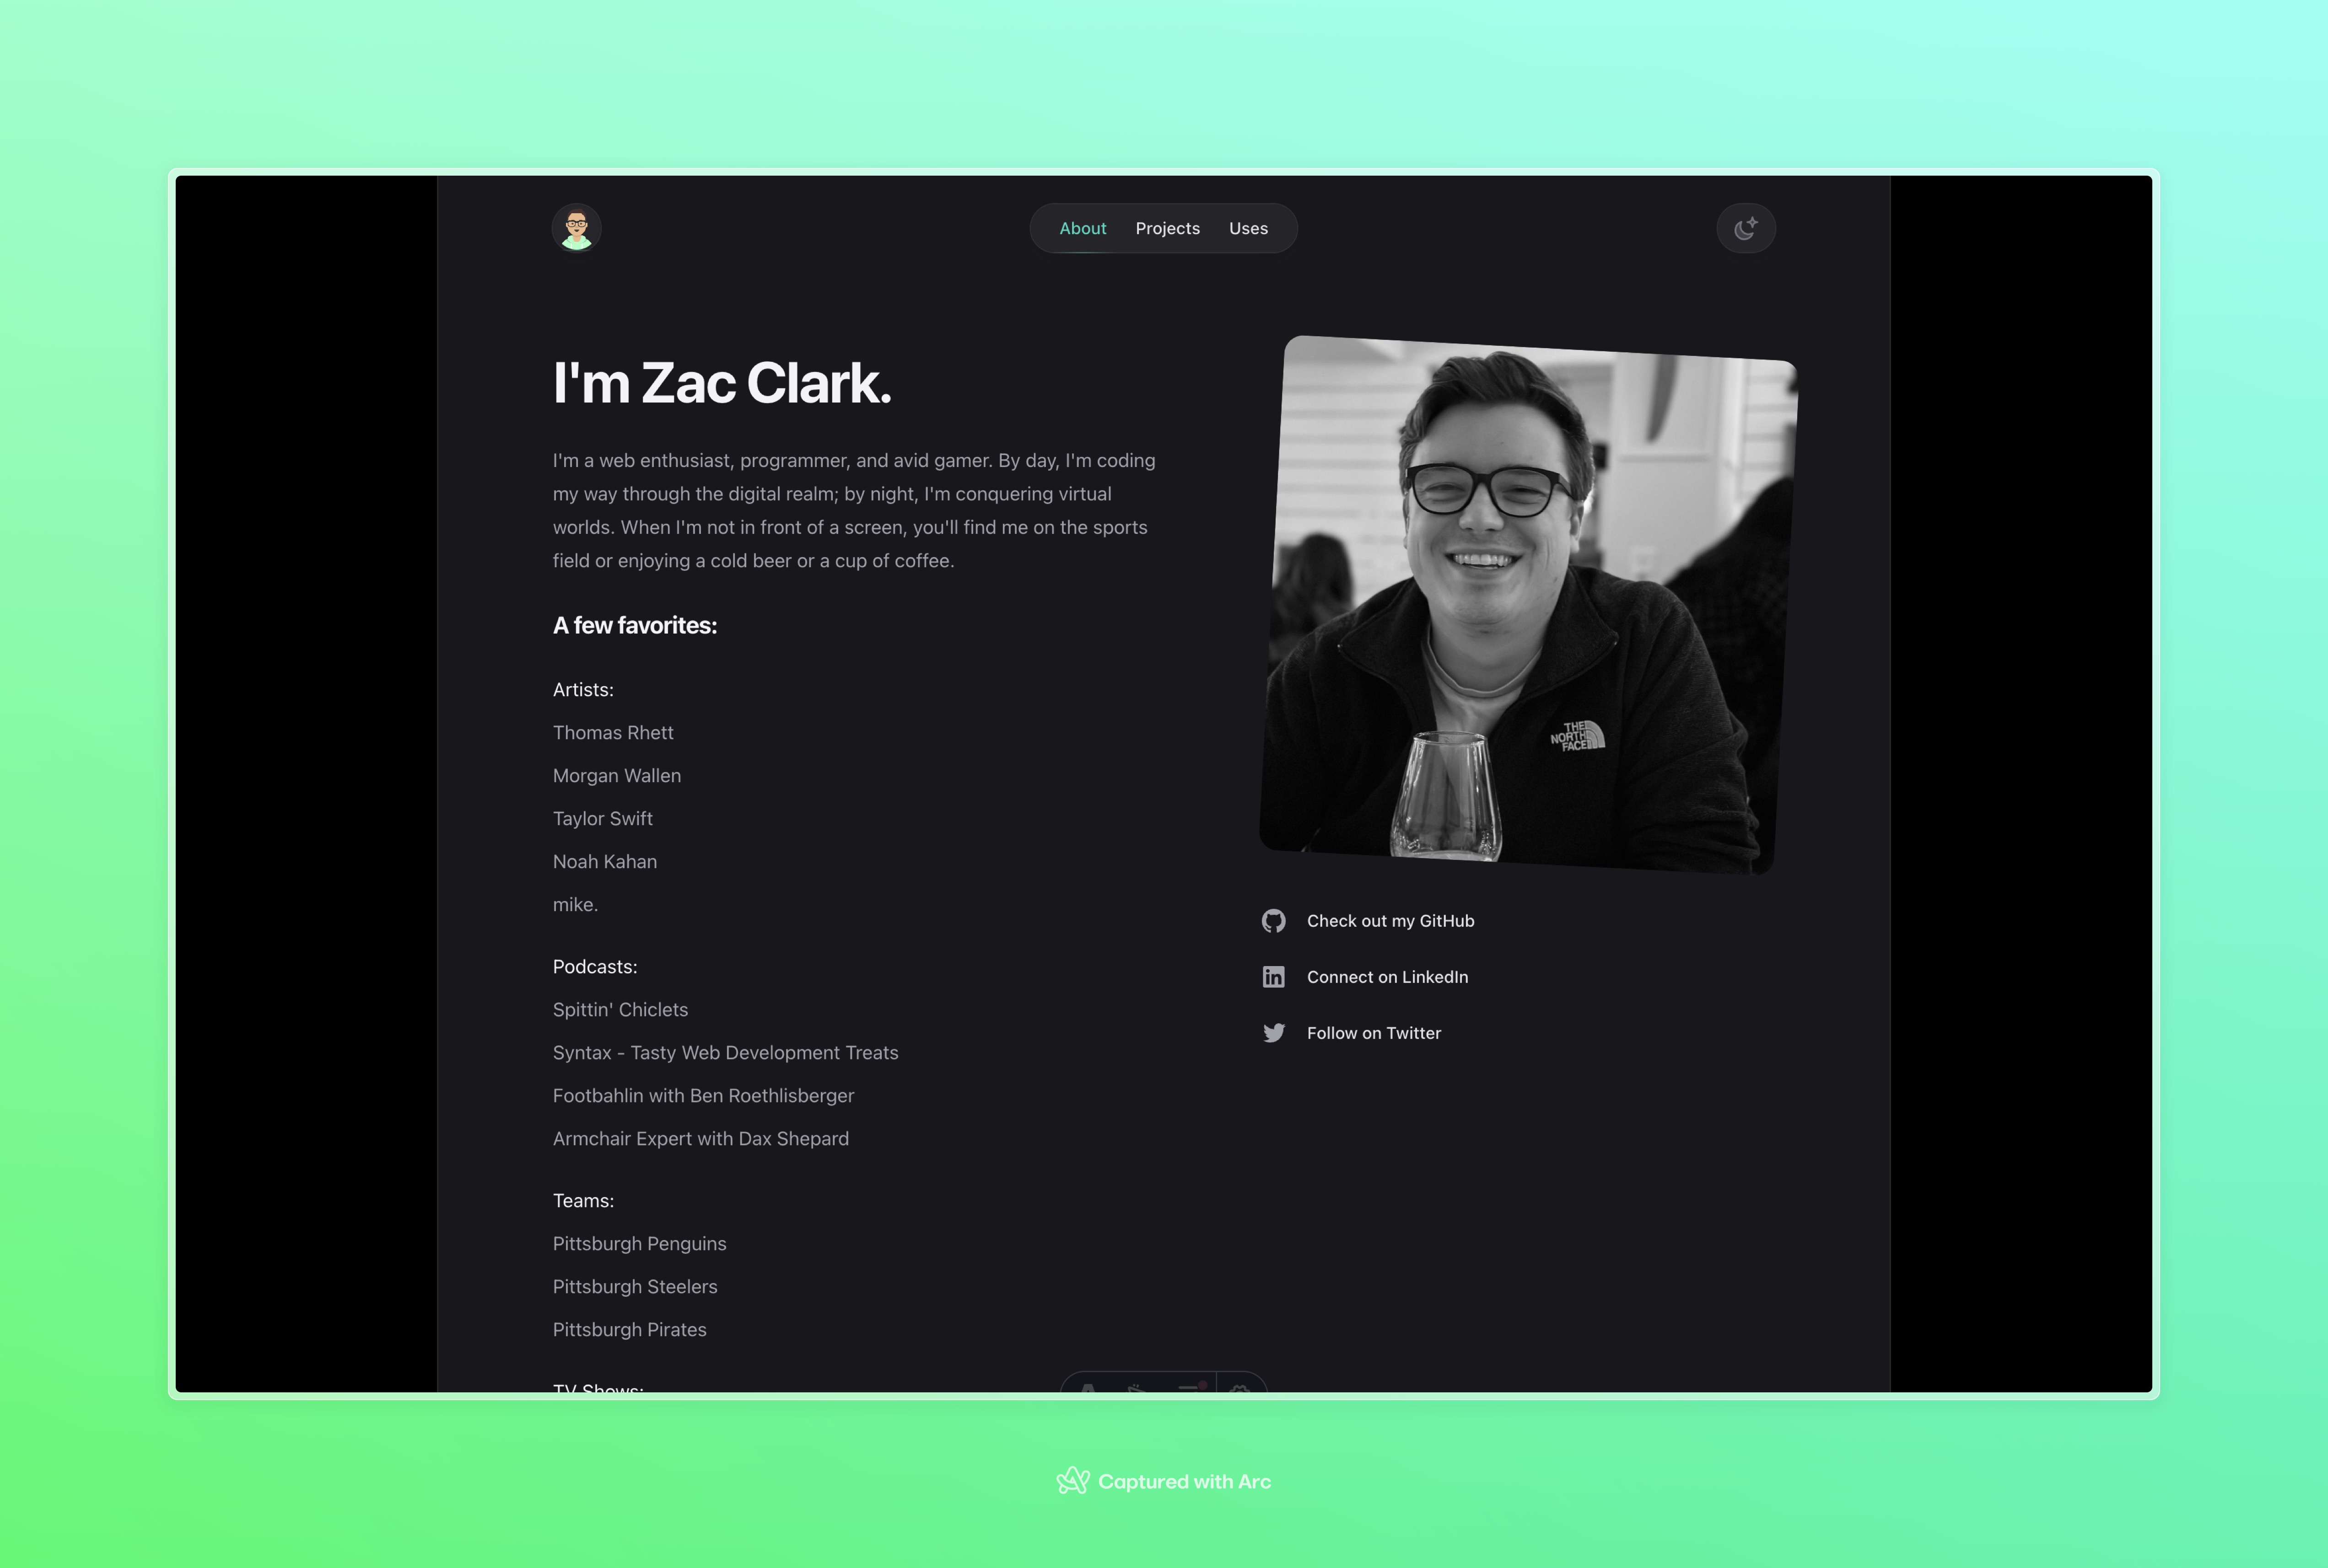 About Projects Uses
I'm Zac Clark.
I'm a web enthusiast, programmer, and avid gamer. By day, I'm coding
my way through the digital realm; by night, I'm conquering virtual
worlds. When I'm not in front of a screen, you'll find me on the sports
field or enjoying a cold beer or a cup of coffee.
A few favorites:
Artists:
Thomas Rhett
Morgan Wallen
Taylor Swift
Noah Kahan
mike.
Podcasts:
Spittin' Chiclets
Syntax - Tasty Web Development Treats
Footbahlin with Ben Roethlisberger
Armchair Expert with Dax Shepard
Teams:
Pittsburgh Penguins
Pittsburgh Steelers
Pittsburgh Pirates
TV Shows:
THE
NORTH
FACE
Check out my GitHub
in
Connect on LinkedIn
Follow on Twitter
Captured with Arc